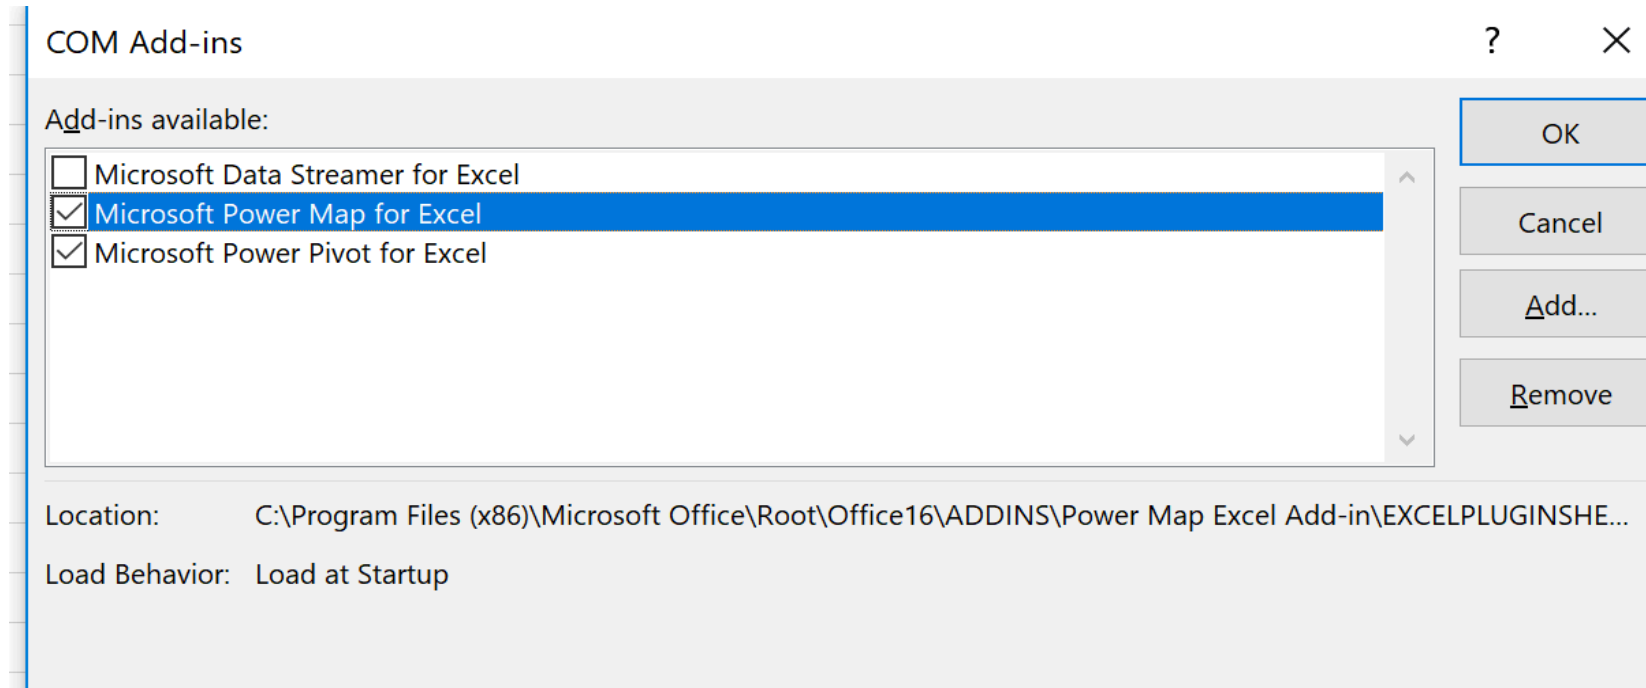 COM Add-ins
?
Add-ins available:
Microsoft Data Streamer for Excel
Microsoft Power Map for Excel
Microsoft Power Pivot for Excel
OK
Cancel
Add...
Remove
Location: C:\Program Files (x86)\Microsoft Office\Root\Office16\ADDINS\Power Map Excel Add-in\EXCELPLUGINSHE...
Load Behavior: Load at Startup